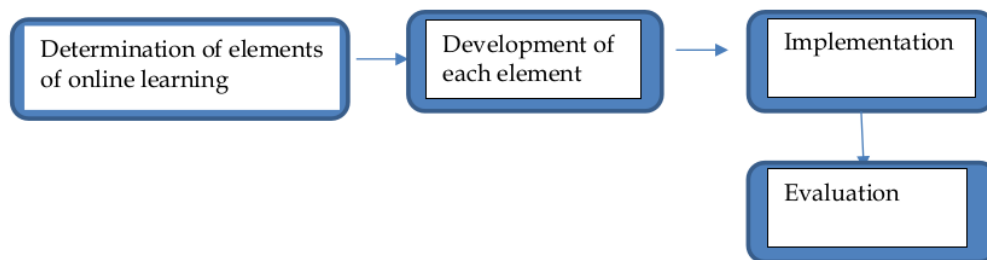 Determination of elements
of online learning
Development of
each element
Implementation
Evaluation